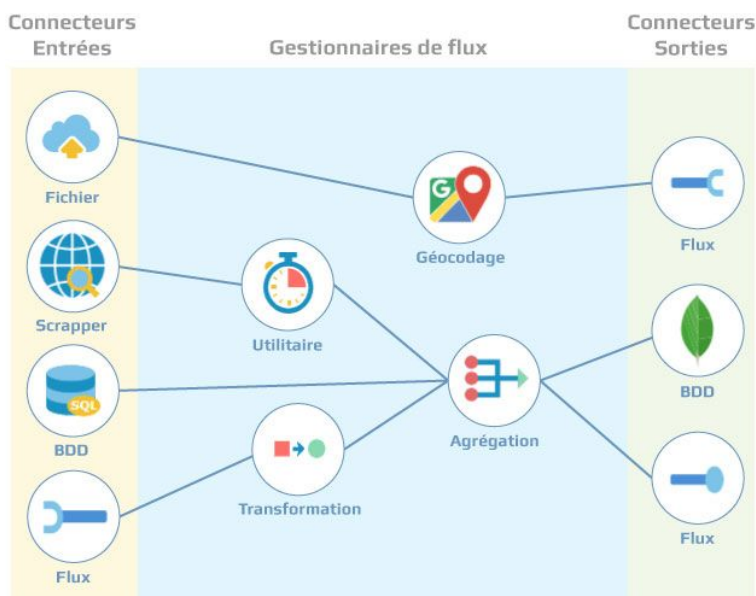 Connecteurs
Entrées
Gestionnaires de flux
Connecteurs
Sorties
Fichier
G
Géocodage
Flux
Scrapper
Utilitaire
SQL
BDD
Agrégation
BDD
Transformation
Flux
Flux